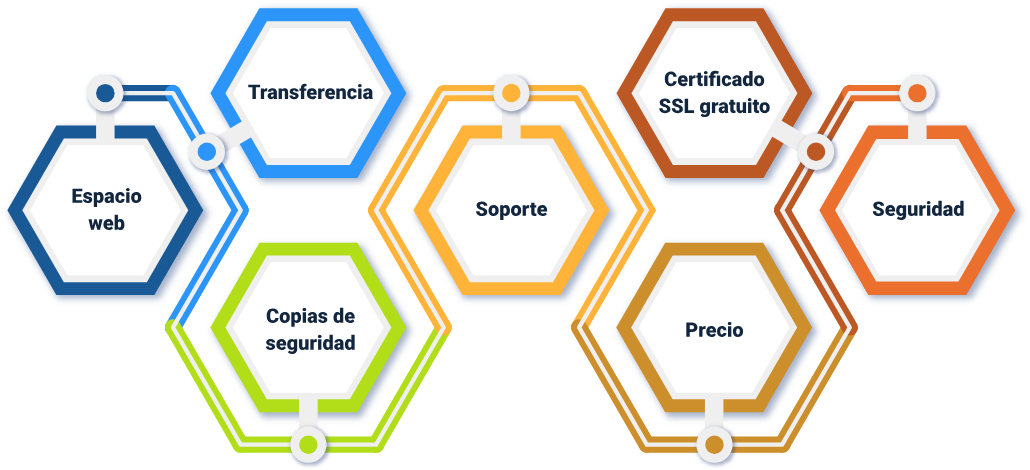 Espacio
web
Transferencia
Copias de
seguridad
Soporte
Certificado
SSL gratuito
Precio
Seguridad